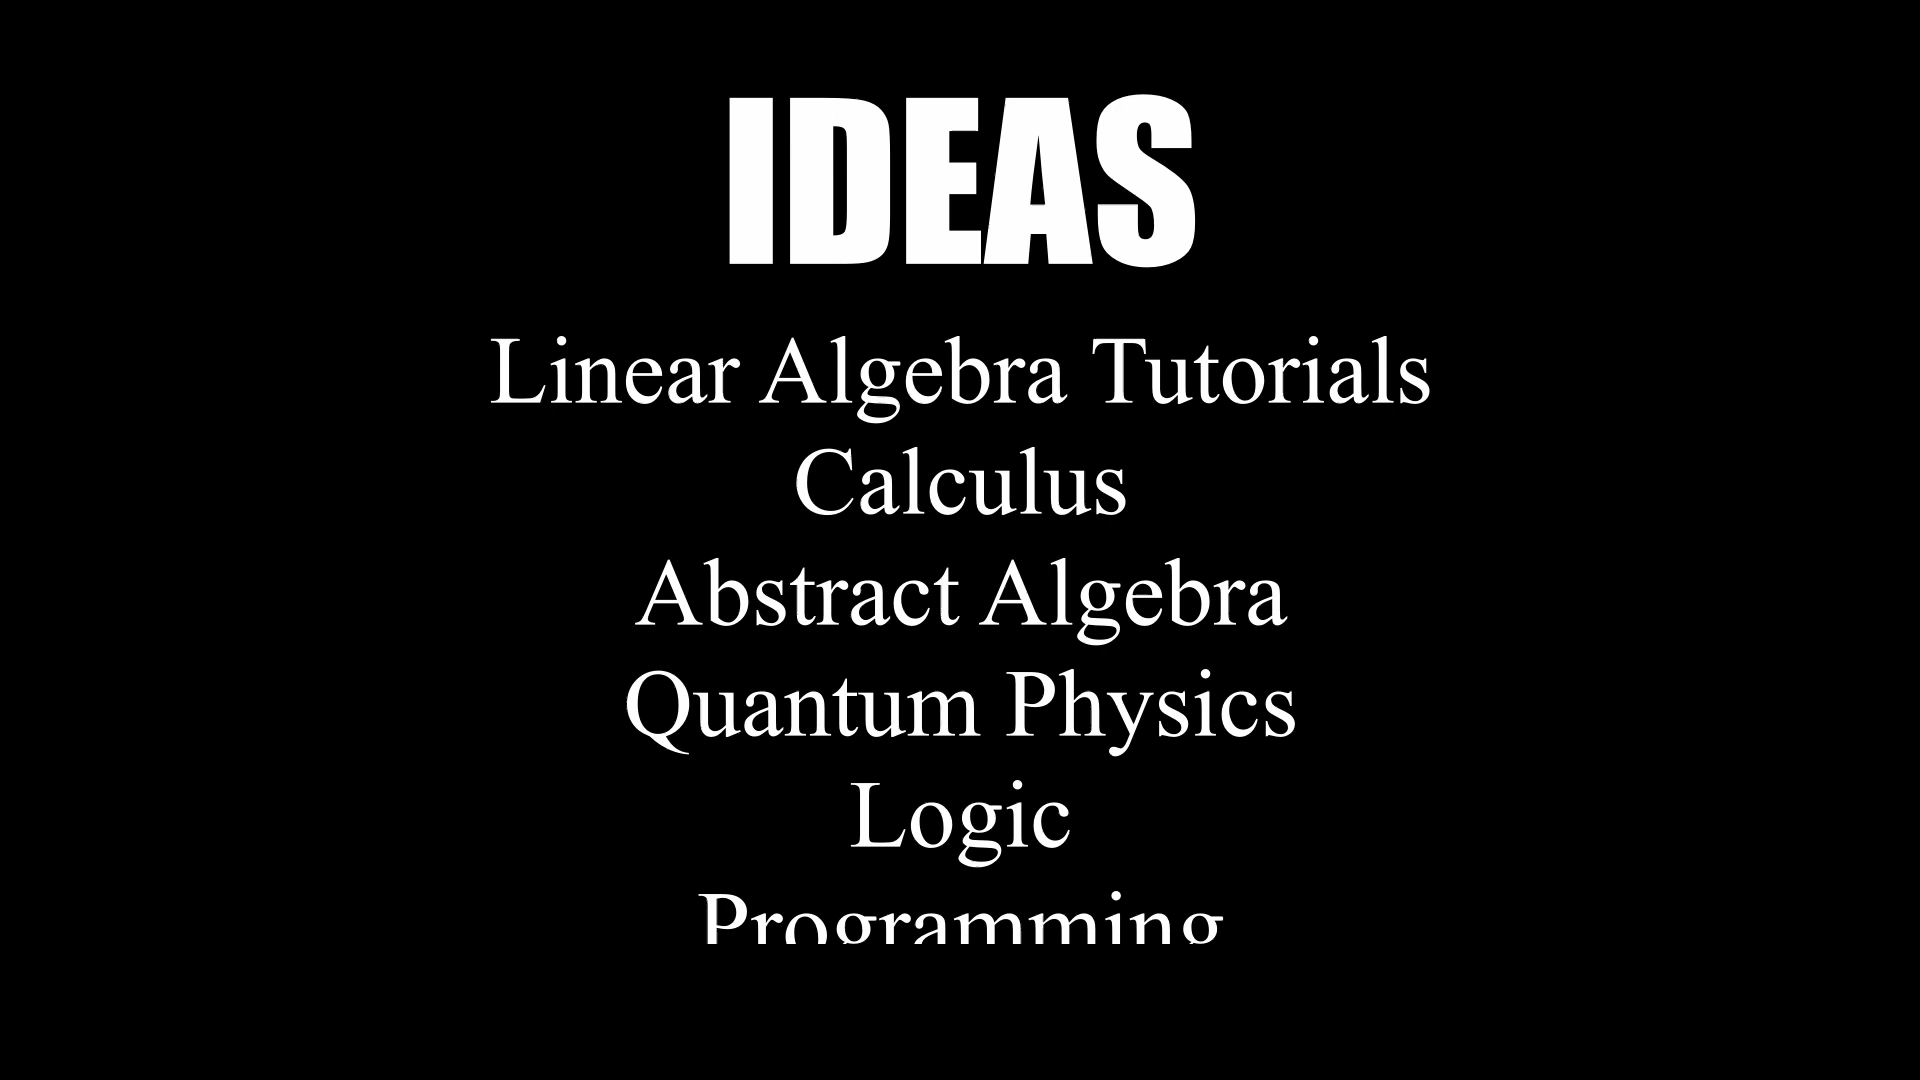 IDEAS
Linear Algebra Tutorials
Calculus
Abstract Algebra
Quantum Physics
Logic
Programming